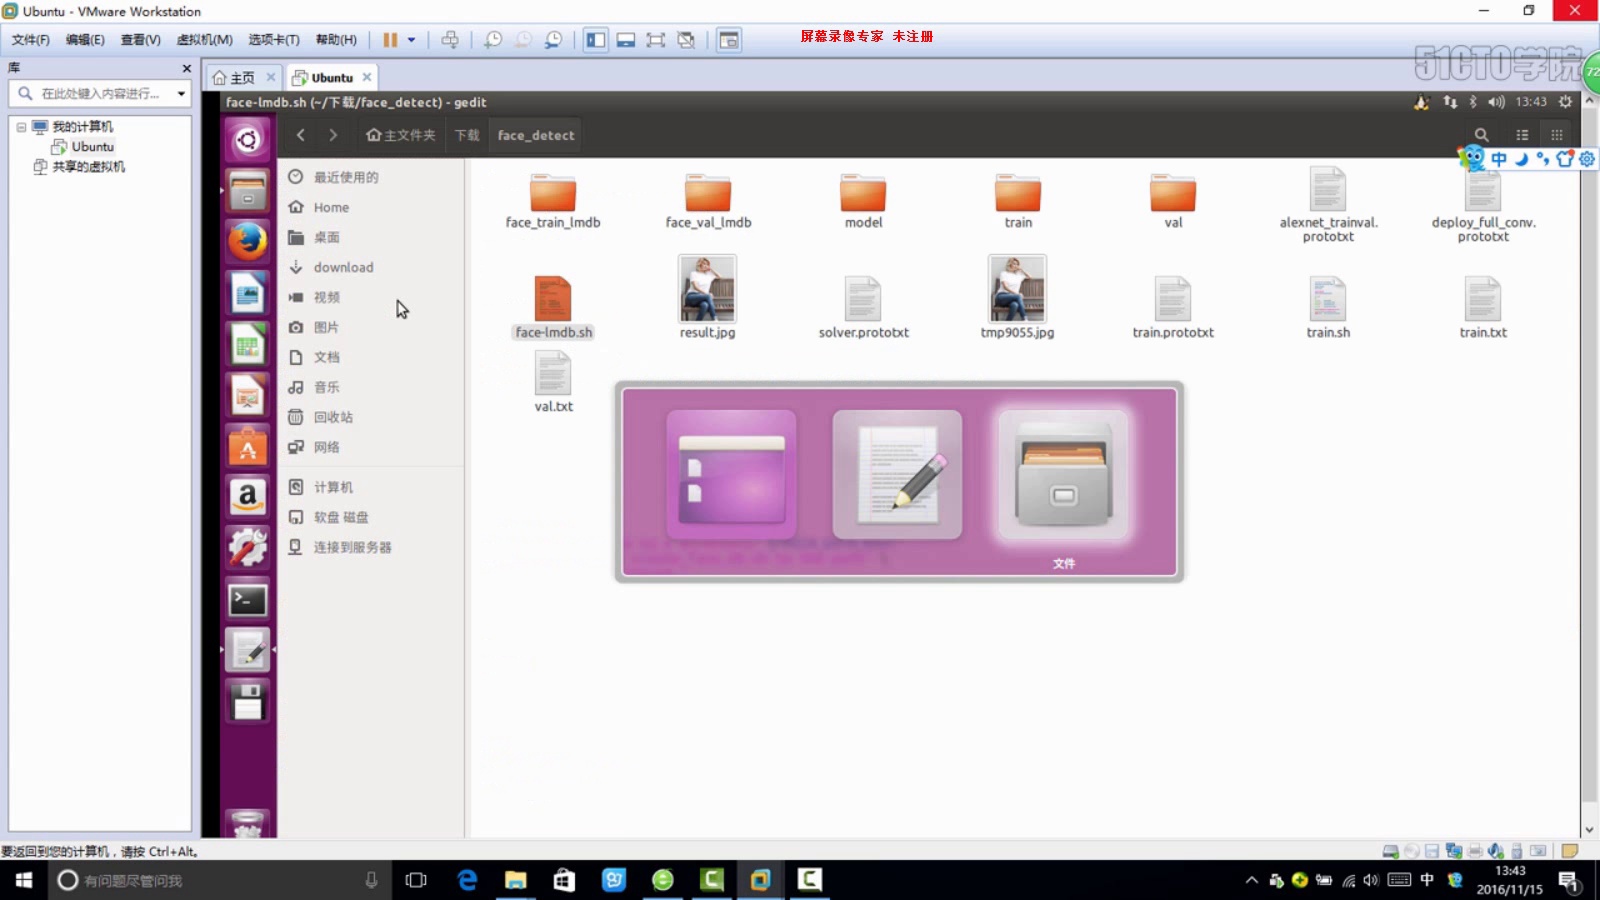 Ubuntu - VMware Workstation
文件(F) 编辑(E) 查看(V) 虚拟机(M) 选项卡(T) 帮助(H)
屏幕录像专家 未注册
51CTO学院
72
库
主页
Ubuntu
在此处键入内容进行...
我的计算机
Ubuntu
共享的虚拟机
face-lmdb.sh (~/下载/face_detect) - gedit
13:43
主文件夹 下载 face_detect
中
最近使用的
Home
桌面
download
视频
图片
文档
音乐
回收站
网络
计算机
软盘 磁盘
连接到服务器
face_train_lmdb
face_val_lmdb
model
train
val
alexnet_trainval.
prototxt
deploy_full_conv.
prototxt
face-lmdb.sh
result.jpg
solver.prototxt
tmp9055.jpg
train.prototxt
train.sh
train.txt
val.txt
文件
要返回到您的计算机，请按 Ctrl+Alt。
有问题尽管问我
中
13:43
2016/11/15
1